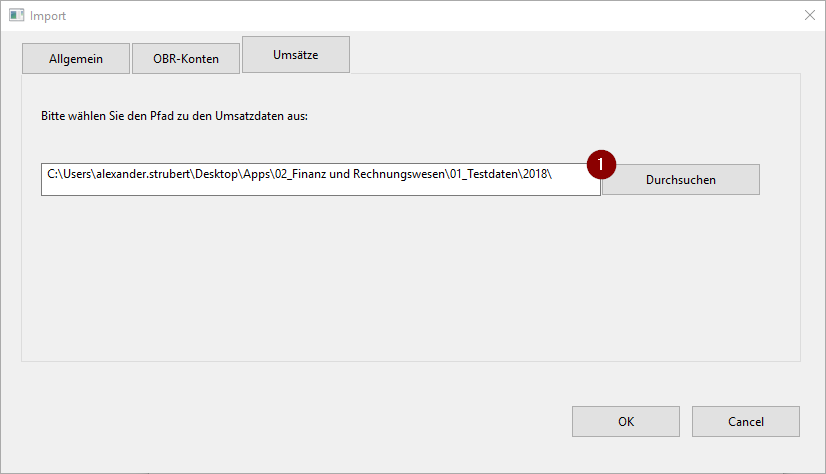 Import
Allgemein
OBR-Konten
Umsätze
Bitte wählen Sie den Pfad zu den Umsatzdaten aus:
C:\Users\alexander.strubert\Desktop\Apps\02_Finanz und Rechnungswesen\01_Testdaten\2018\
1
Durchsuchen
OK
Cancel